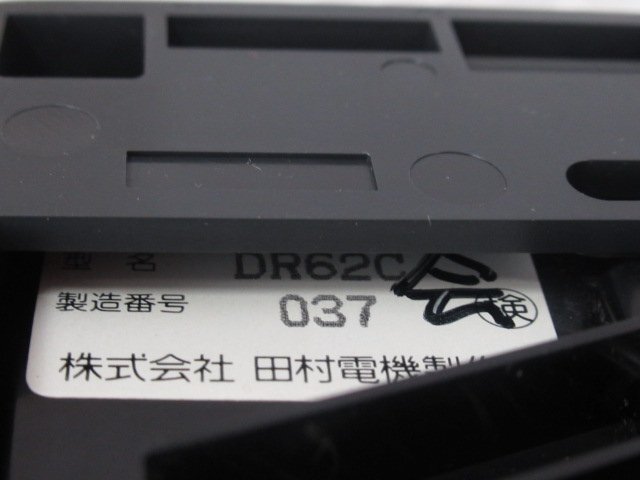 型名 DR62C
製造番号 037 検
株式会社 田村電機製